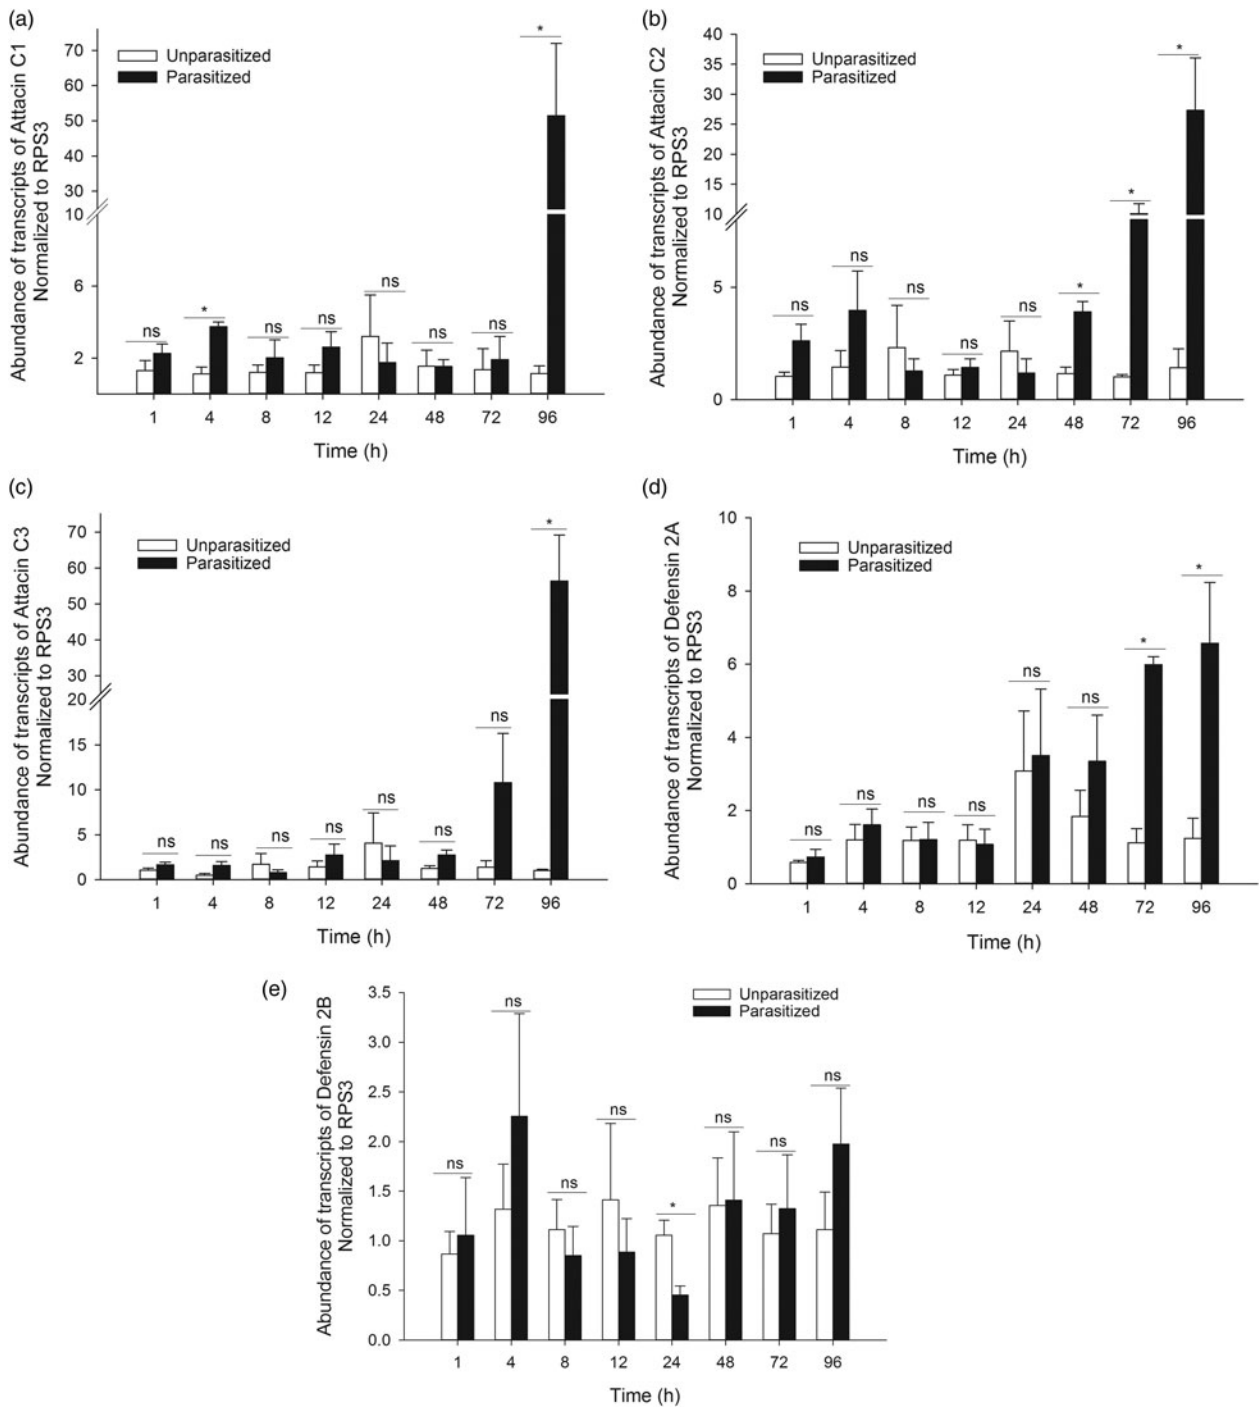 (a)
Abundance of transcripts of Attacin C1
Normalized to RPS3
Unparasitized
Parasitized
70
60
50
40
30
10
6
2
ns
*
ns
ns
ns
ns
ns
*
1 4 8 12 24 48 72 96
Time (h)
(b)
Abundance of transcripts of Attacin C2
Normalized to RPS3
Unparasitized
Parasitized
40
35
30
25
20
15
10
5
0
ns
ns
ns
ns
ns
*
*
*
1 4 8 12 24 48 72 96
Time (h)
(c)
Abundance of transcripts of Attacin C3
Normalized to RPS3
Unparasitized
Parasitized
70
60
50
40
30
20
15
10
5
0
ns
ns
ns
ns
ns
ns
ns
*
1 4 8 12 24 48 72 96
Time (h)
(d)
Abundance of transcripts of Defensin 2A
Normalized to RPS3
Unparasitized
Parasitized
10
8
6
4
2
0
ns
ns
ns
ns
ns
ns
*
*
1 4 8 12 24 48 72 96
Time (h)
(e)
Abundance of transcripts of Defensin 2B
Normalized to RPS3
Unparasitized
Parasitized
3.5
3.0
2.5
2.0
1.5
1.0
0.5
0.0
ns
ns
ns
ns
*
ns
ns
ns
1 4 8 12 24 48 72 96
Time (h)